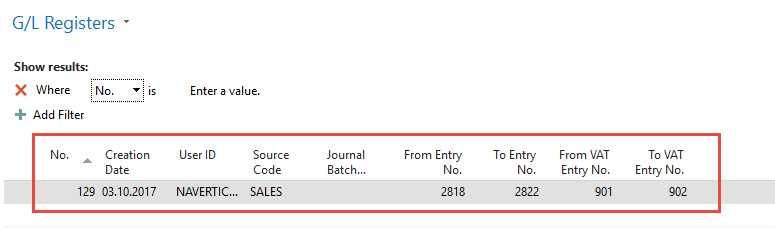 G/L Registers
Show results:
Where No. is Enter a value.
Add Filter
No. Creation Date User ID Source Code Journal Batch... From Entry No. To Entry No. From VAT Entry No. To VAT Entry No.
129 03.10.2017 NAVERTIC... SALES 2818 2822 901 902